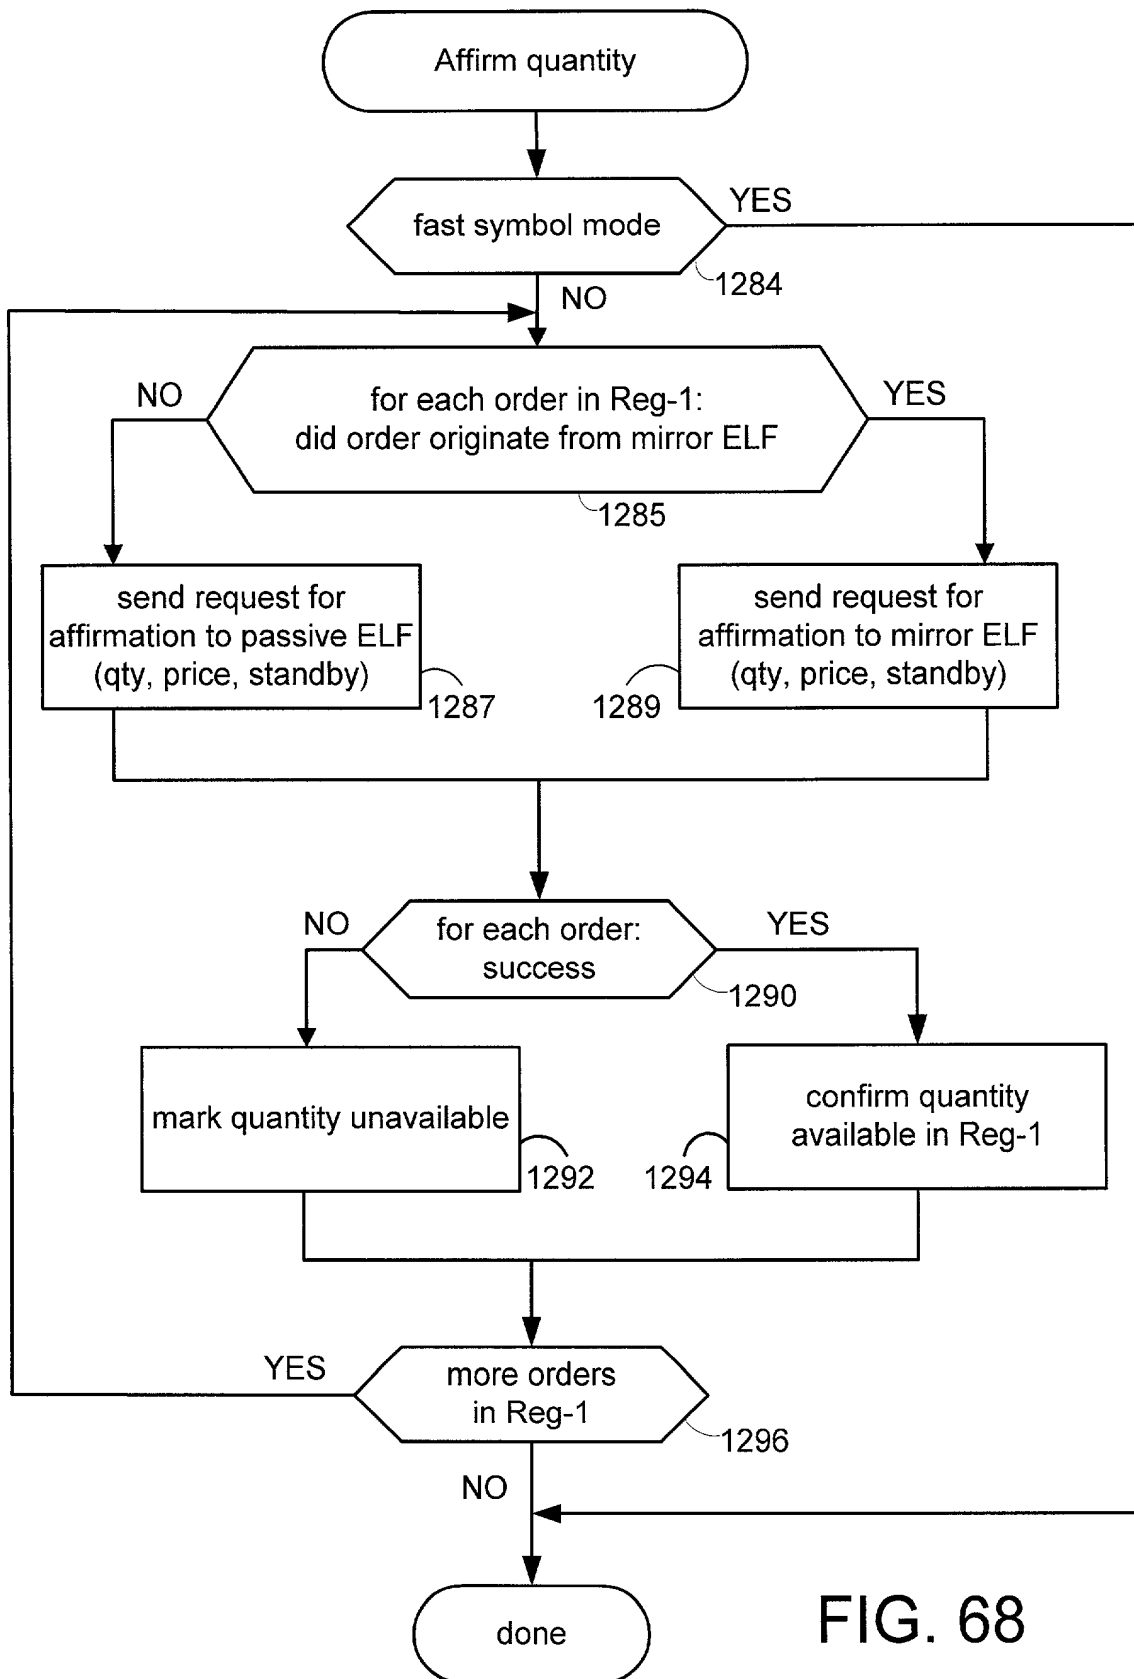 Affirm quantity
fast symbol mode
YES
1284
NO
for each order in Reg-1:
did order originate from mirror ELF
NO
YES
1285
send request for
affirmation to passive ELF
(qty, price, standby)
1287
send request for
affirmation to mirror ELF
(qty, price, standby)
1289
for each order:
success
NO
YES
1290
mark quantity unavailable
1292
confirm quantity
available in Reg-1
1294
more orders
in Reg-1
YES
1296
NO
done
FIG. 68